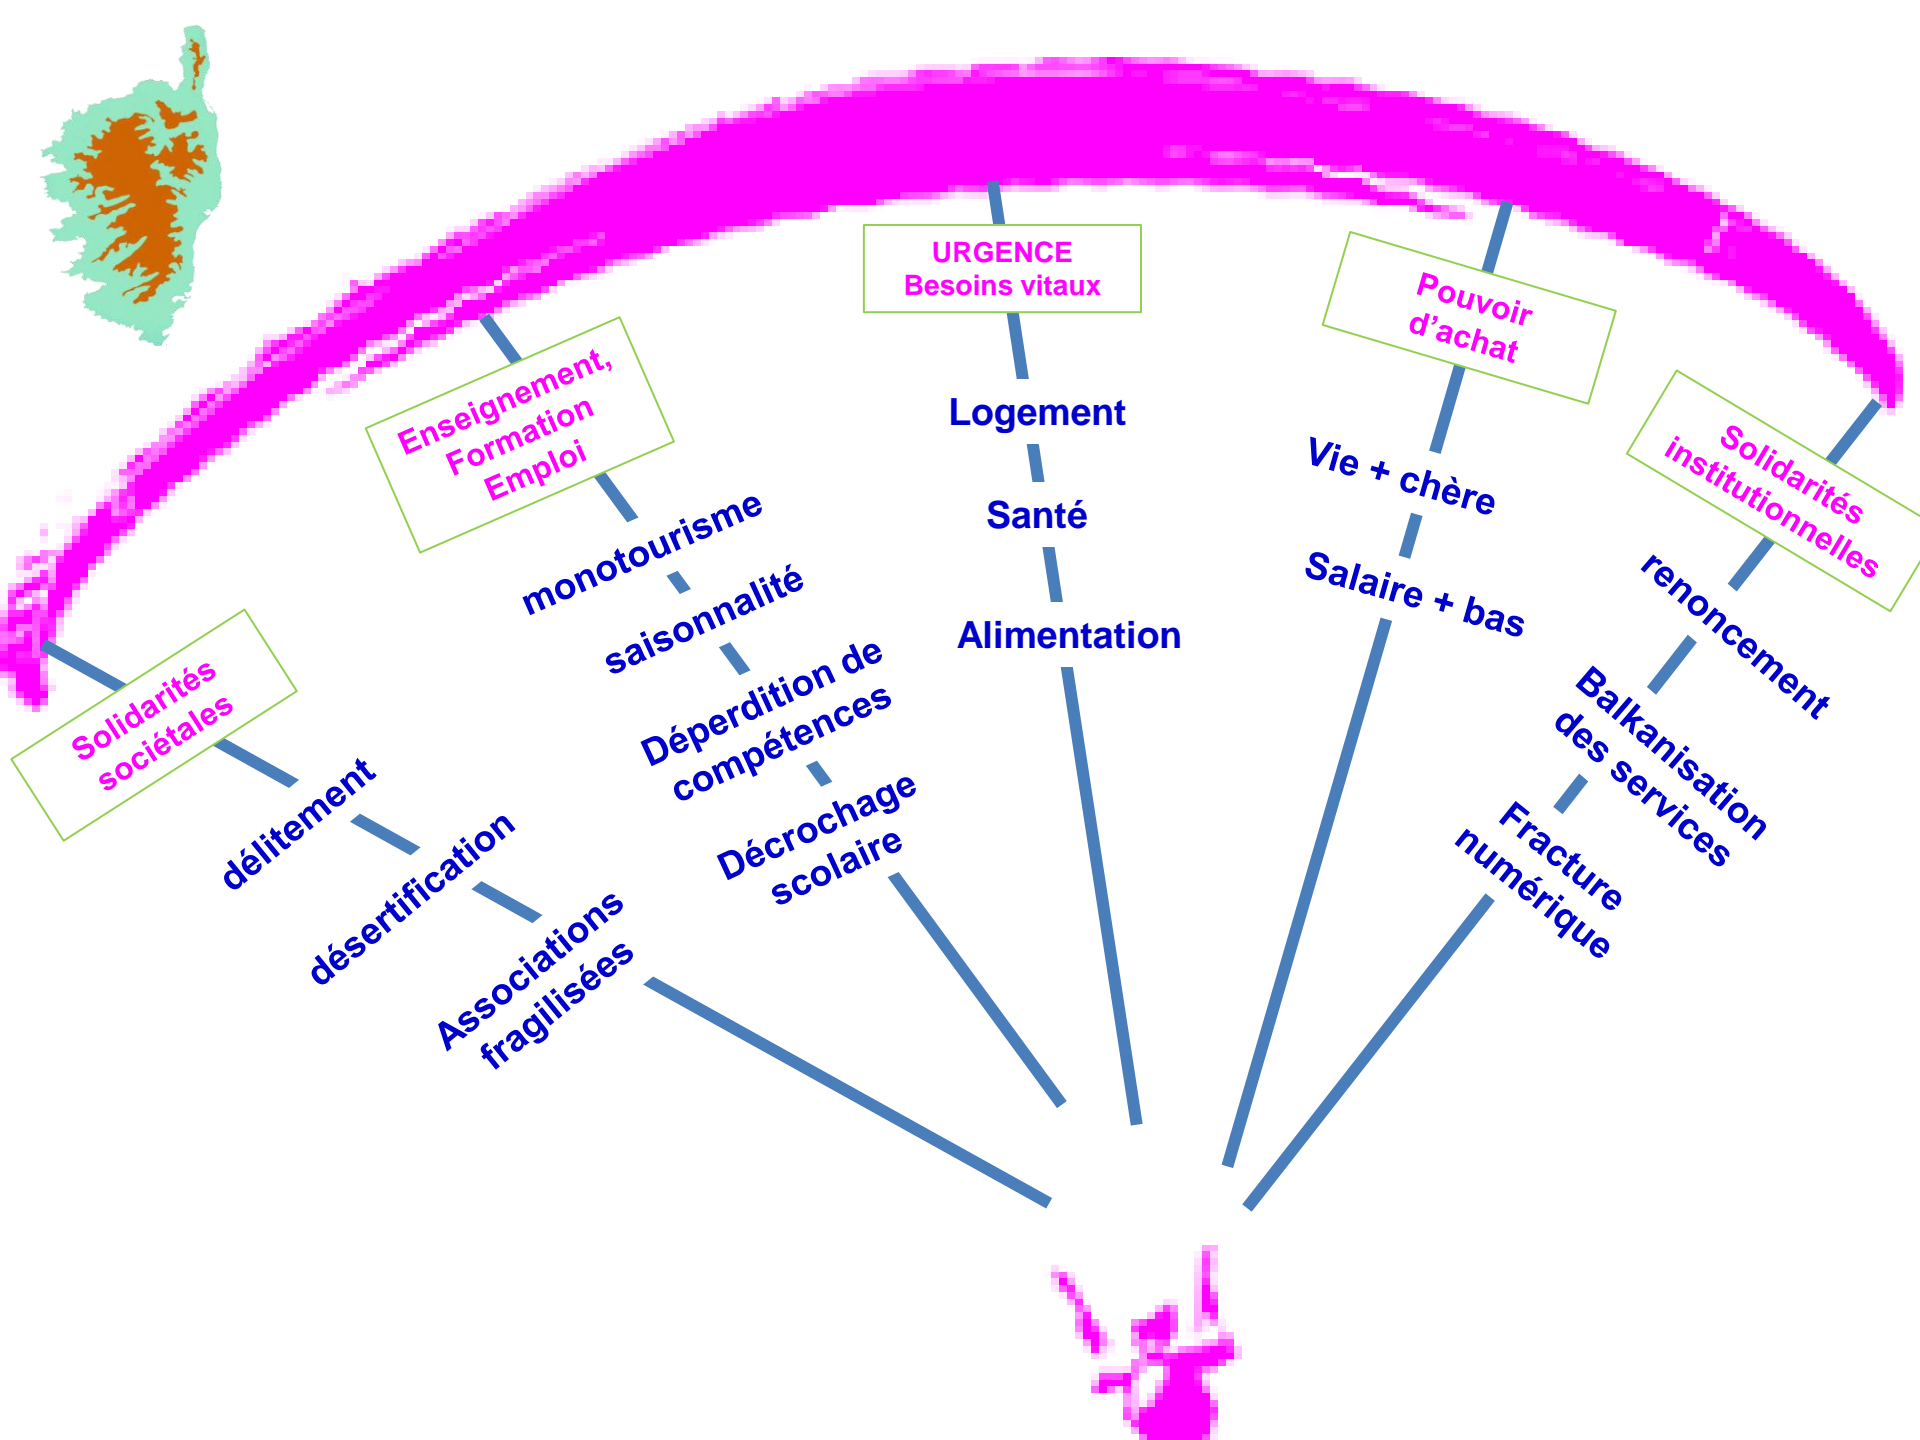 URGENCE
Besoins vitaux
Logement
Santé
Alimentation
Pouvoir
d’achat
Vie + chère
Salaire + bas
Solidarités
institutionnelles
renoncement
Balkanisation
des services
Fracture
numérique
Enseignement,
Formation
Emploi
monotourisme
saisonnalité
Déperdition de
compétences
Décrochage
scolaire
Solidarités
sociétales
délitement
désertification
Associations
fragilisées